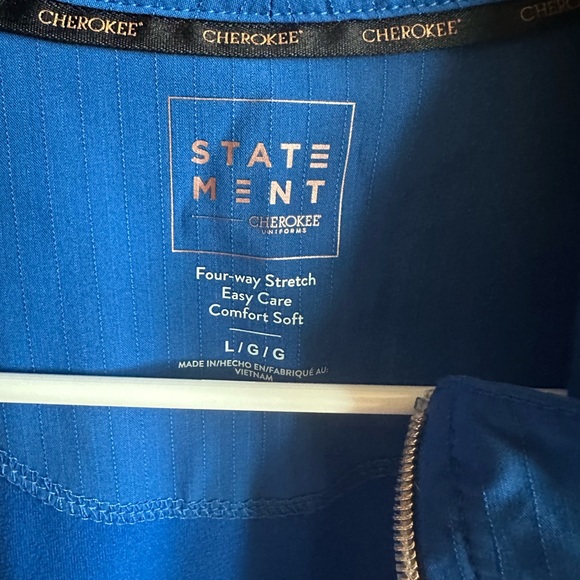 CHEROKEE® CHEROKEE® CHEROKEE® CHEROKEE
STATE
MENT
CHEROKEE®
UNIFORMS
Four-way Stretch
Easy Care
Comfort Soft
L/G/G
MADE IN/HECHO EN/FABRIQUÉ AU:
VIETNAM